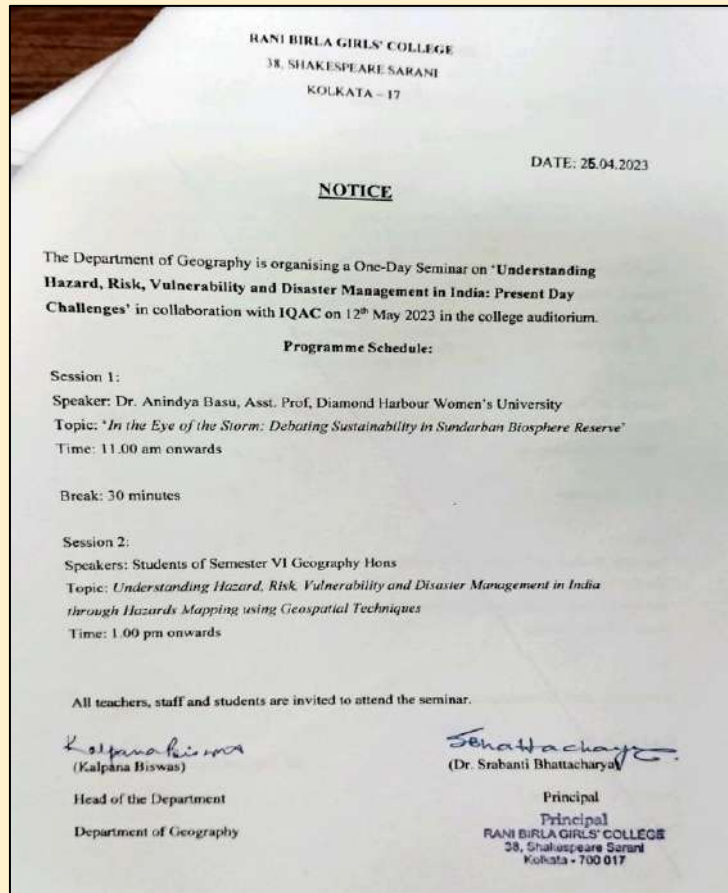 RANI BIRLA GIRLS' COLLEGE
38, SHAKESPEARE SARANI
KOLKATA – 17
DATE: 25.04.2023
NOTICE
The Department of Geography is organising a One-Day Seminar on 'Understanding
Hazard, Risk, Vulnerability and Disaster Management in India: Present Day
Challenges' in collaboration with IQAC on 12th May 2023 in the college auditorium.
Programme Schedule:
Session 1:
Speaker: Dr. Anindya Basu, Asst. Prof, Diamond Harbour Women's University
Topic: 'In the Eye of the Storm: Debating Sustainability in Sundarban Biosphere Reserve'
Time: 11.00 am onwards
Break: 30 minutes
Session 2:
Speakers: Students of Semester VI Geography Hons
Topic: Understanding Hazard, Risk, Vulnerability and Disaster Management in India
through Hazards Mapping using Geospatial Techniques
Time: 1.00 pm onwards
All teachers, staff and students are invited to attend the seminar.
Kalpana Biswas
(Kalpana Biswas)
Head of the Department
Department of Geography
SBhattacharya
(Dr. Srabanti Bhattacharya)
Principal
Principal
RANI BIRLA GIRLS' COLLEGE
38, Shakespeare Sarani
Kolkata - 700 017